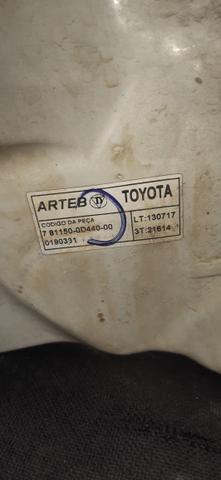 ARTEB TOYOTA
CODIGO DA PEÇA
7 81150-0D440-00
0190331
LT:130717
3T:21614